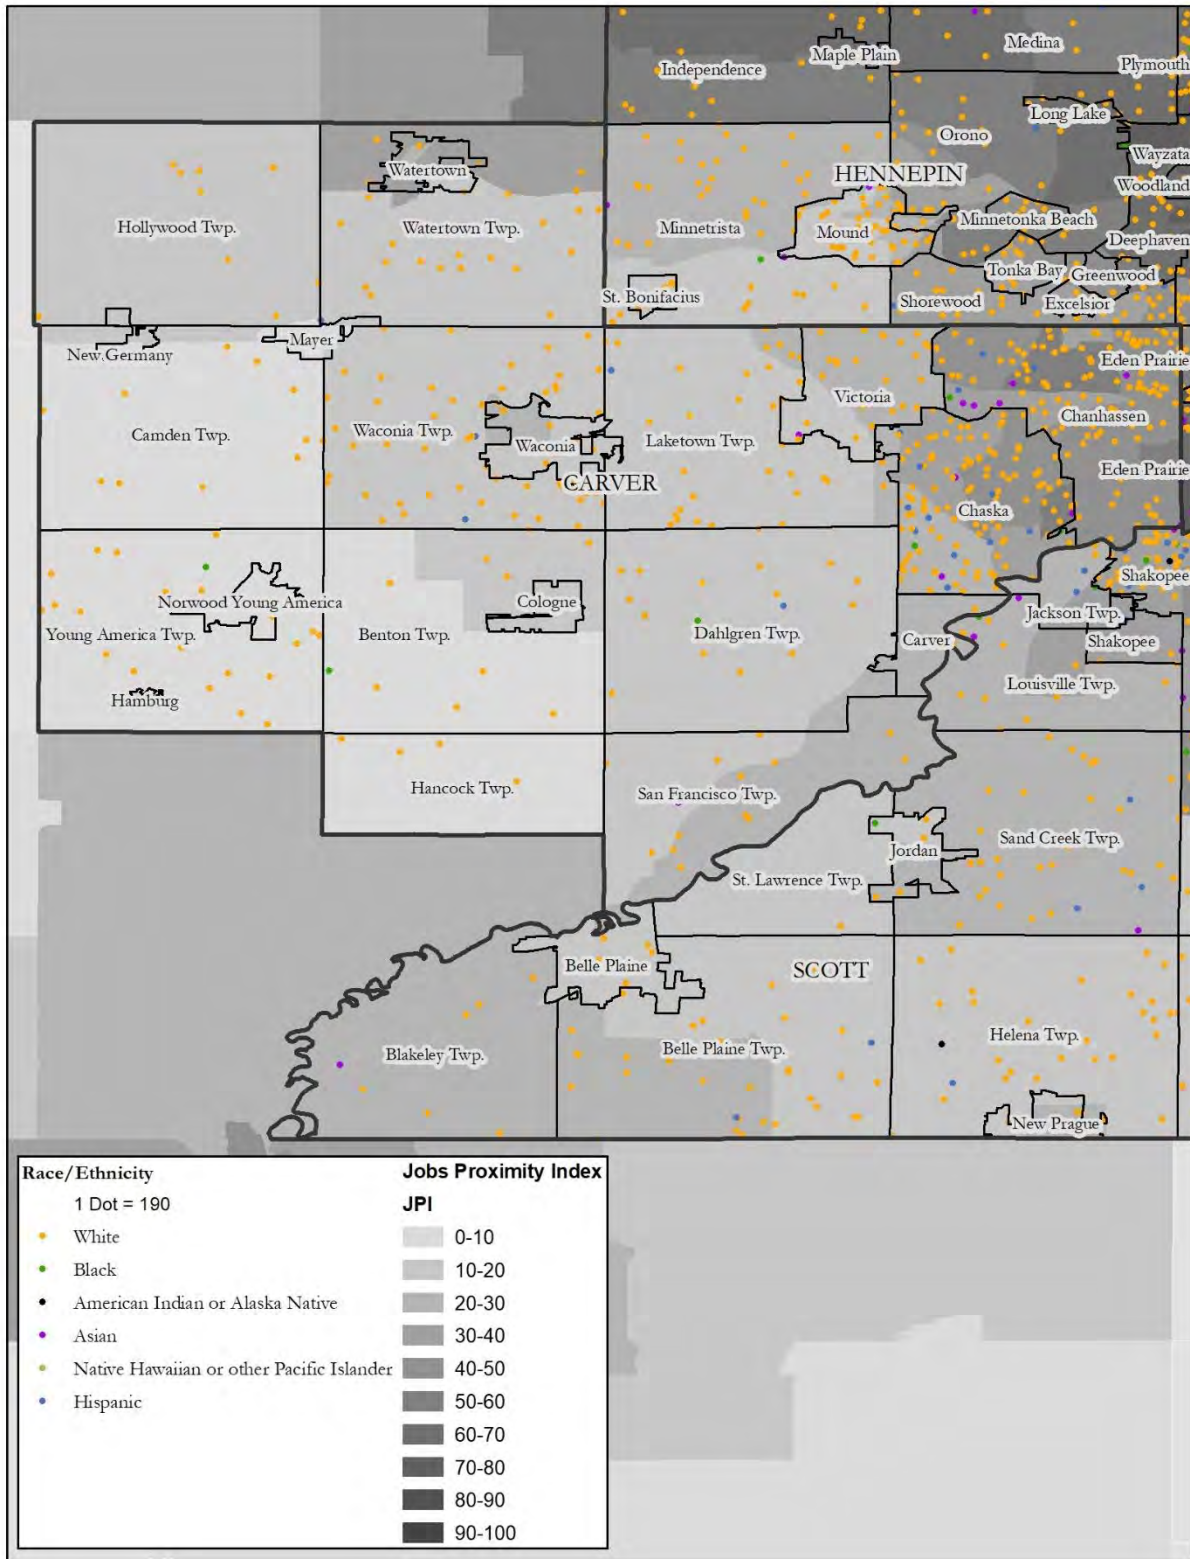 Maple Plain
Medina
Independence
Plymouth
Long Lake
Orono
Wayzata
Watertown
HENNEPIN
Woodland
Hollywood Twp.
Watertown Twp.
Minnetrista
Mound
Minnetonka Beach
Deephaven
Tonka Bay
Greenwood
St. Bonifacius
Shorewood
Excelsior
New Germany
Mayer
Eden Prairie
Victoria
Chanhassen
Camden Twp.
Waconia Twp.
Waconia
Laketown Twp.
Eden Prairie
CARVER
Chaska
Shakopee
Norwood Young America
Cologne
Jackson Twp.
Young America Twp.
Benton Twp.
Dahlgren Twp.
Carver
Shakopee
Hamburg
Louisville Twp.
Hancock Twp.
San Francisco Twp.
Sand Creek Twp.
Jordan
St. Lawrence Twp.
Belle Plaine
SCOTT
Helena Twp.
Blakeley Twp.
Belle Plaine Twp.
New Prague
Race/Ethnicity
1 Dot = 190
White
Black
American Indian or Alaska Native
Asian
Native Hawaiian or other Pacific Islander
Hispanic
Jobs Proximity Index
JPI
0-10
10-20
20-30
30-40
40-50
50-60
60-70
70-80
80-90
90-100